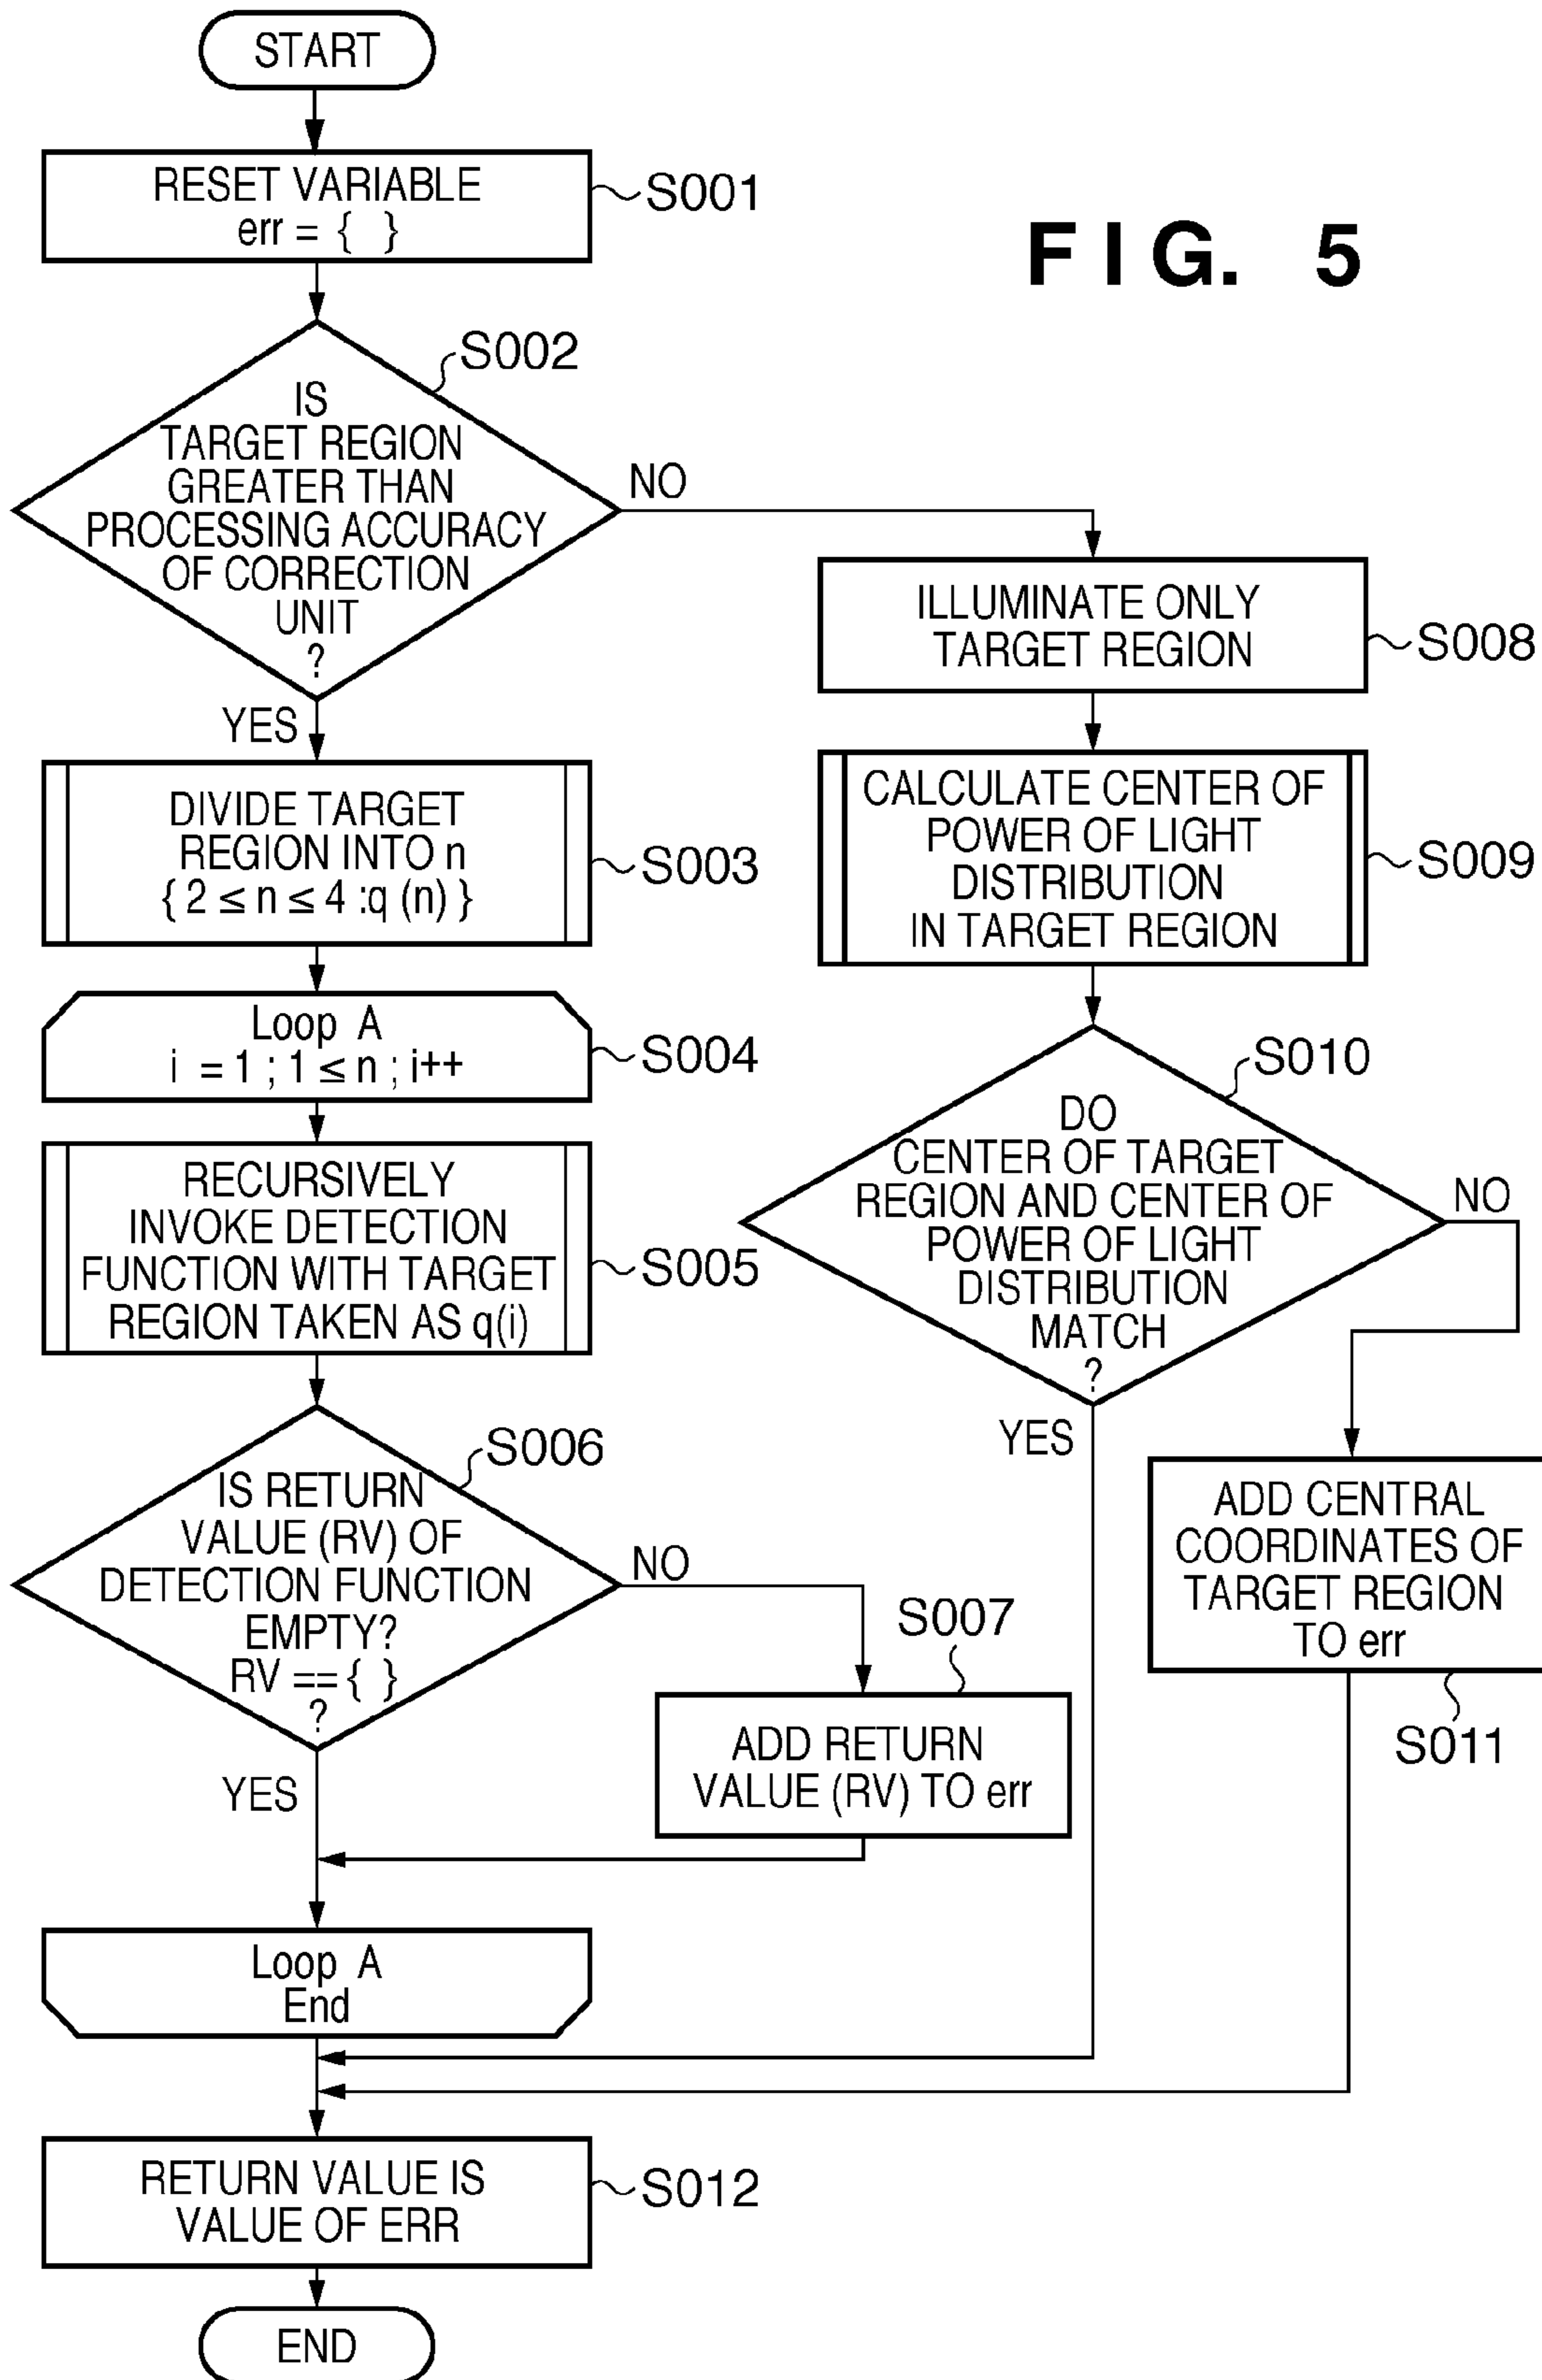 START
RESET VARIABLE
err = { }
S001
FIG. 5
S002
IS
TARGET REGION
GREATER THAN
PROCESSING ACCURACY
OF CORRECTION
UNIT
?
NO
YES
DIVIDE TARGET
REGION INTO n
{ 2 ≤ n ≤ 4 :q (n) }
S003
Loop A
i = 1 ; 1 ≤ n ; i++
S004
RECURSIVELY
INVOKE DETECTION
FUNCTION WITH TARGET
REGION TAKEN AS q(i)
S005
S006
IS RETURN
VALUE (RV) OF
DETECTION FUNCTION
EMPTY?
RV == { }
?
NO
YES
S007
ADD RETURN
VALUE (RV) TO err
Loop A
End
ILLUMINATE ONLY
TARGET REGION
S008
CALCULATE CENTER OF
POWER OF LIGHT
DISTRIBUTION
IN TARGET REGION
S009
S010
DO
CENTER OF TARGET
REGION AND CENTER OF
POWER OF LIGHT
DISTRIBUTION
MATCH
?
NO
YES
ADD CENTRAL
COORDINATES OF
TARGET REGION
TO err
S011
RETURN VALUE IS
VALUE OF ERR
S012
END